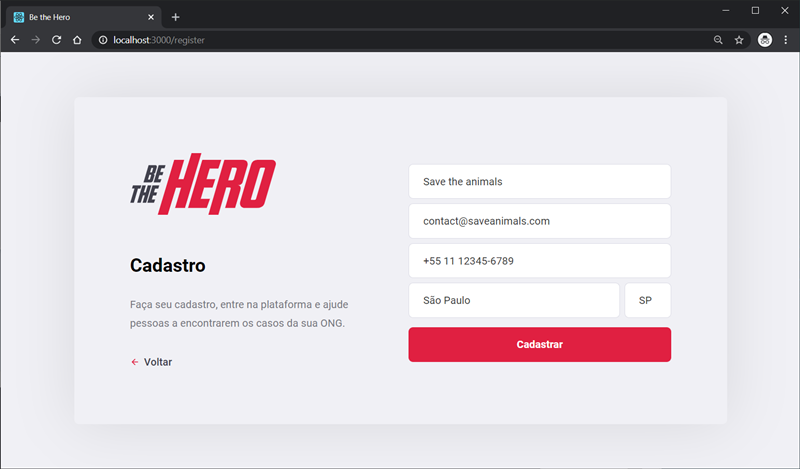 Be the Hero
localhost:3000/register
BE
THE
HERO
Cadastro
Faça seu cadastro, entre na plataforma e ajude
pessoas a encontrarem os casos da sua ONG.
Voltar
Save the animals
contact@saveanimals.com
+55 11 12345-6789
São Paulo
SP
Cadastrar